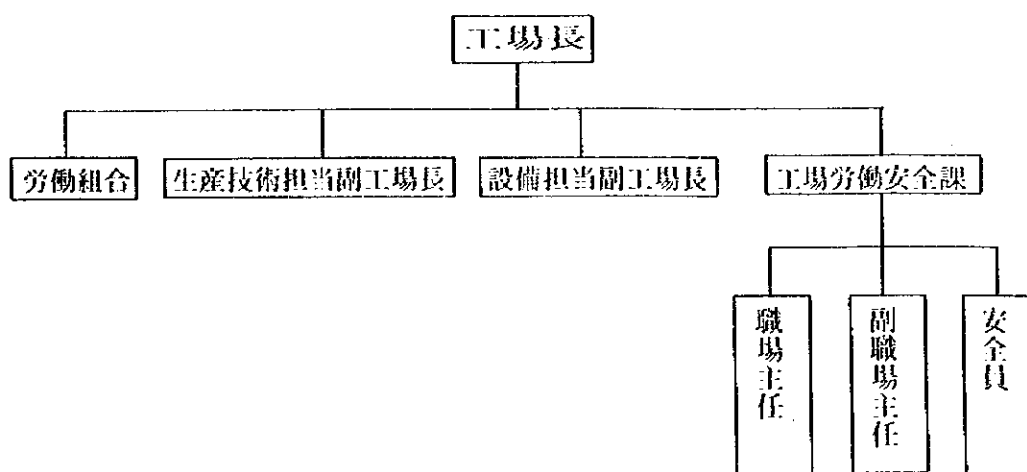 工場長
労働組合
生産技術担当副工場長
設備担当副工場長
工場労働安全課
職場主任
副職場主任
安全員